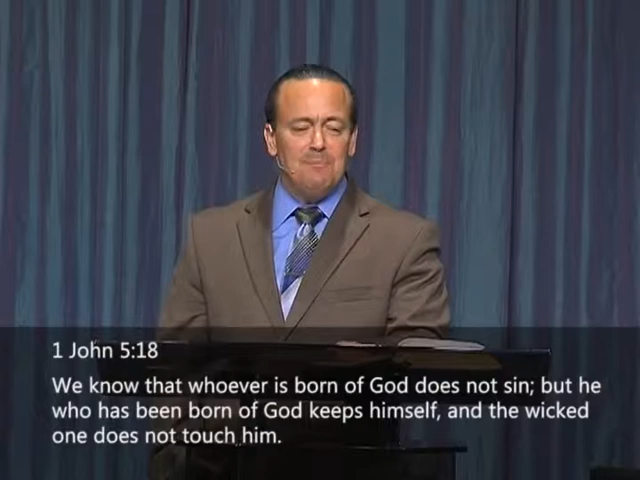 1 John 5:18
We know that whoever is born of God does not sin; but he
who has been born of God keeps himself, and the wicked
one does not touch him.